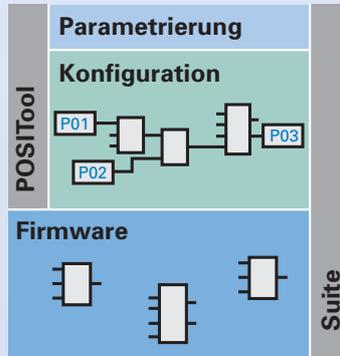 Parametrierung
Konfiguration
P01
P03
P02
POSITool
Firmware
Suite